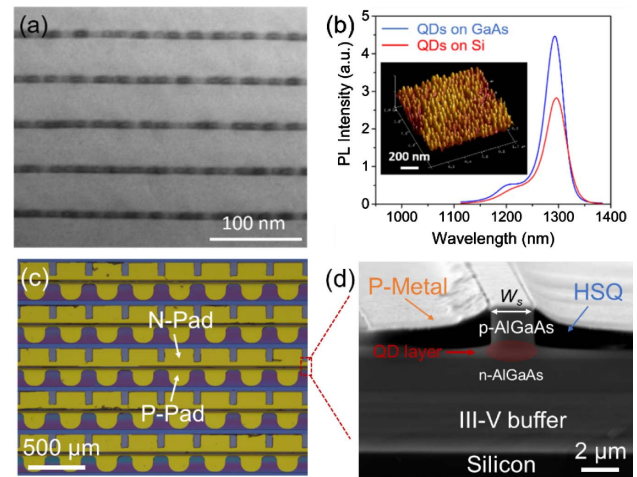 (a)
100 nm
(b)
QDs on GaAs
QDs on Si
PL Intensity (a.u.)
5
4
3
2
1
0
200 nm
1000
1100
1200
1300
1400
Wavelength (nm)
(c)
N-Pad
P-Pad
500 μm
(d)
P-Metal
Ws
HSQ
p-AlGaAs
QD layer
n-AlGaAs
III-V buffer
Silicon
2 μm